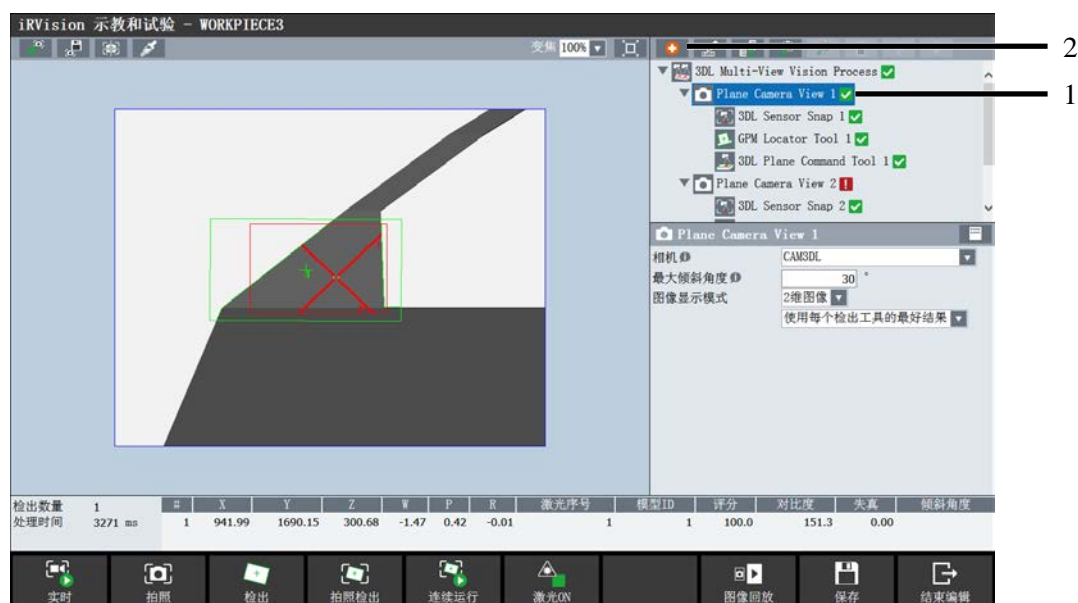 iRVision 示教和试验 - WORKPIECE3
变焦 100%
2
3DL Multi-View Vision Process
Plane Camera View 1
1
3DL Sensor Snap 1
GPM Locator Tool 1
3DL Plane Command Tool 1
Plane Camera View 2
3DL Sensor Snap 2
Plane Camera View 1
相机 CAM3DL
最大倾斜角度 30 °
图像显示模式 2维图像
使用每个检出工具的最好结果
检出数量 1
处理时间 3271 ms
# X Y Z W P R 激光序号 模型ID 评分 对比度 失真 倾斜角度
1 941.99 1690.15 300.68 -1.47 0.42 -0.01 1 1 100.0 151.3 0.00
实时 拍照 检出 拍照检出 连续运行 激光ON 图像回放 保存 结束编辑